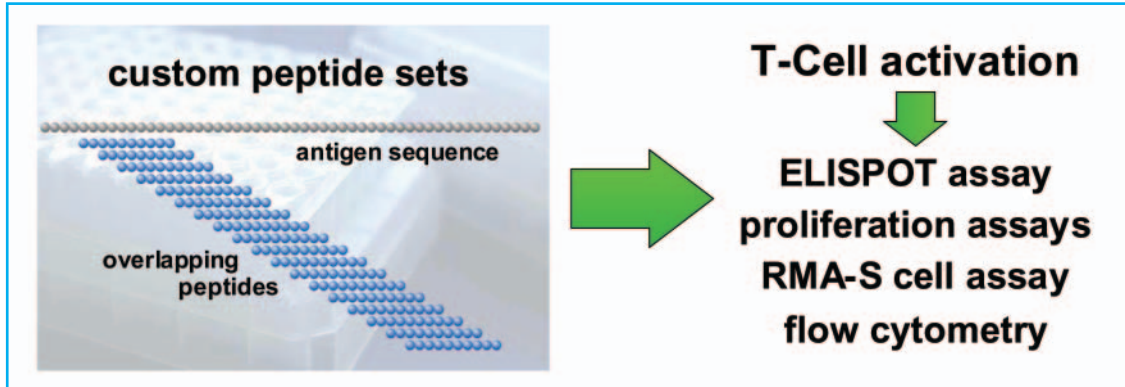 custom peptide sets
antigen sequence
overlapping
peptides
T-Cell activation
ELISPOT assay
proliferation assays
RMA-S cell assay
flow cytometry